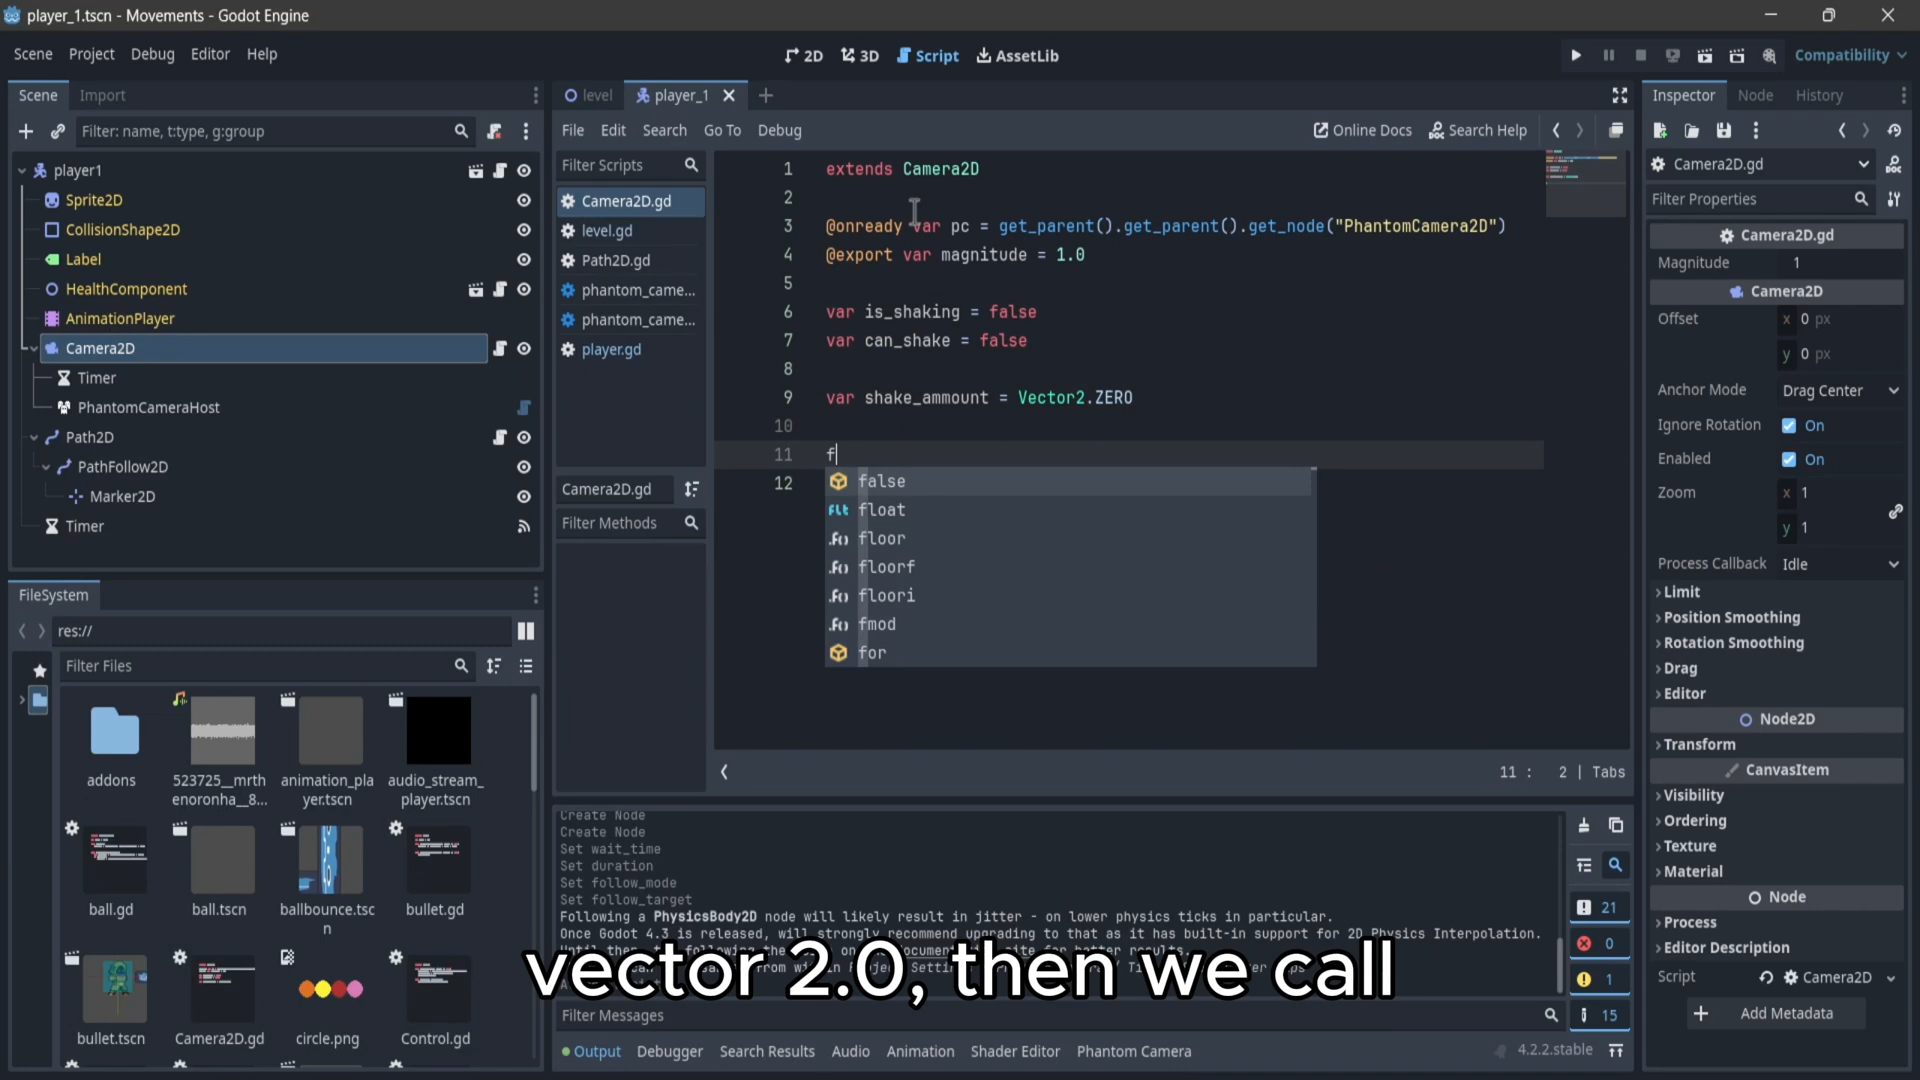 player_1.tscn - Movements - Godot Engine
Scene Project Debug Editor Help
2D 3D Script AssetLib
Compatibility
Scene Import
Filter: name, t:type, g:group
player1
Sprite2D
CollisionShape2D
Label
HealthComponent
AnimationPlayer
Camera2D
Timer
PhantomCameraHost
Path2D
PathFollow2D
Marker2D
Timer
FileSystem
res://
Filter Files
addons
523725__mrth
enoronha__8...
animation_pla
yer.tscn
audio_stream_
player.tscn
ball.gd
ball.tscn
ballbounce.tsc
n
bullet.gd
bullet.tscn
Camera2D.gd
circle.png
Control.gd
level player_1
File Edit Search Go To Debug
Online Docs Search Help
Filter Scripts
Camera2D.gd
level.gd
Path2D.gd
phantom_came...
phantom_came...
player.gd
Camera2D.gd
Filter Methods
1 extends Camera2D
2
3 @onready var pc = get_parent().get_parent().get_node("PhantomCamera2D")
4 @export var magnitude = 1.0
5
6 var is_shaking = false
7 var can_shake = false
8
9 var shake_ammount = Vector2.ZERO
10
11 f
12
false
float
floor
floorf
floori
fmod
for
11 : 2 | Tabs
Create Node
Create Node
Set wait_time
Set duration
Set follow_mode
Set follow_target
Following a PhysicsBody2D node will likely result in jitter - on lower physics ticks in particular.
Once Godot 4.3 is released, will strongly recommend upgrading to that as it has built-in support for 2D Physics Interpolation.
vector 2.0, then we call
Filter Messages
21
0
1
15
Output Debugger Search Results Audio Animation Shader Editor Phantom Camera
4.2.2.stable
Inspector Node History
Camera2D.gd
Filter Properties
Camera2D.gd
Magnitude 1
Camera2D
Offset x 0 px
y 0 px
Anchor Mode Drag Center
Ignore Rotation On
Enabled On
Zoom x 1
y 1
Process Callback Idle
Limit
Position Smoothing
Rotation Smoothing
Drag
Editor
Node2D
Transform
CanvasItem
Visibility
Ordering
Texture
Material
Node
Process
Editor Description
Script Camera2D
Add Metadata